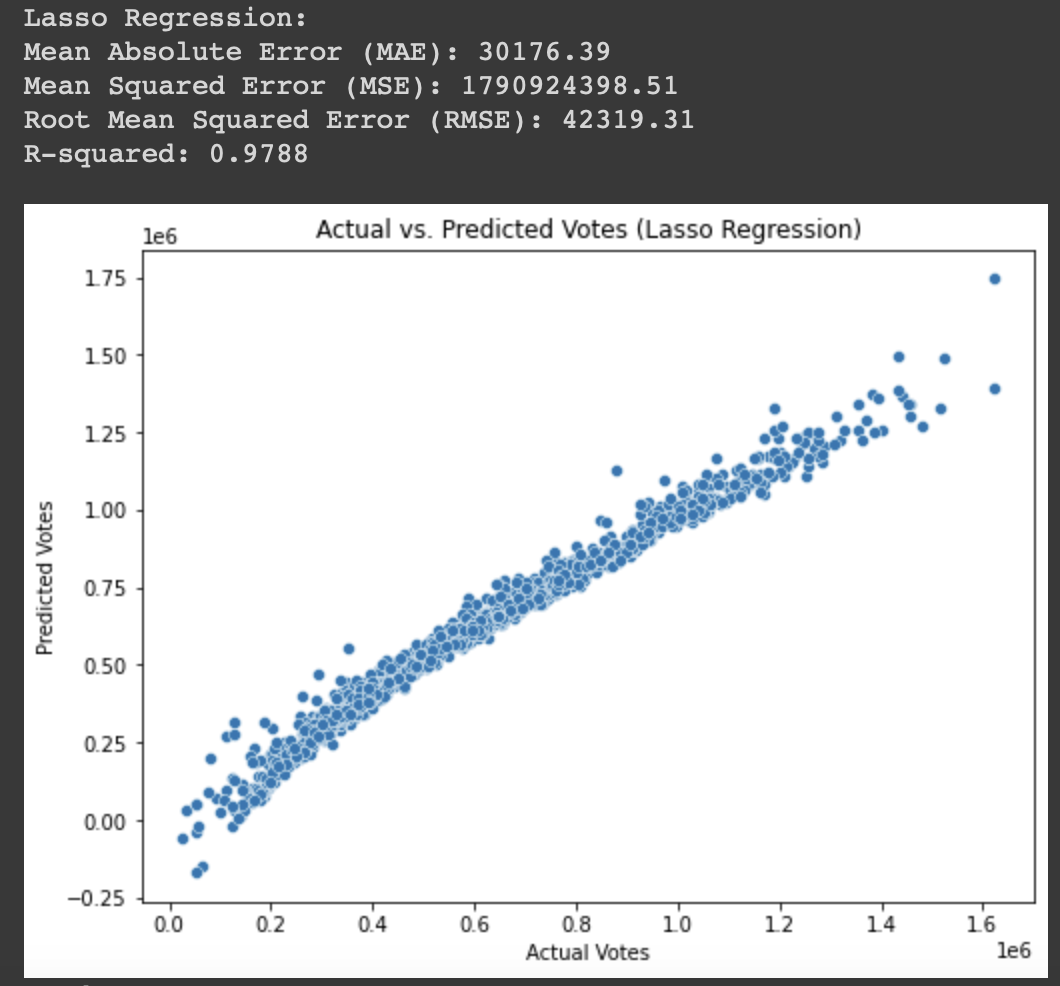 Lasso Regression:
Mean Absolute Error (MAE): 30176.39
Mean Squared Error (MSE): 1790924398.51
Root Mean Squared Error (RMSE): 42319.31
R-squared: 0.9788
Actual vs. Predicted Votes (Lasso Regression)
1e6
1.75
1.50
1.25
1.00
0.75
0.50
0.25
0.00
−0.25
Predicted Votes
0.0 0.2 0.4 0.6 0.8 1.0 1.2 1.4 1.6
Actual Votes
1e6